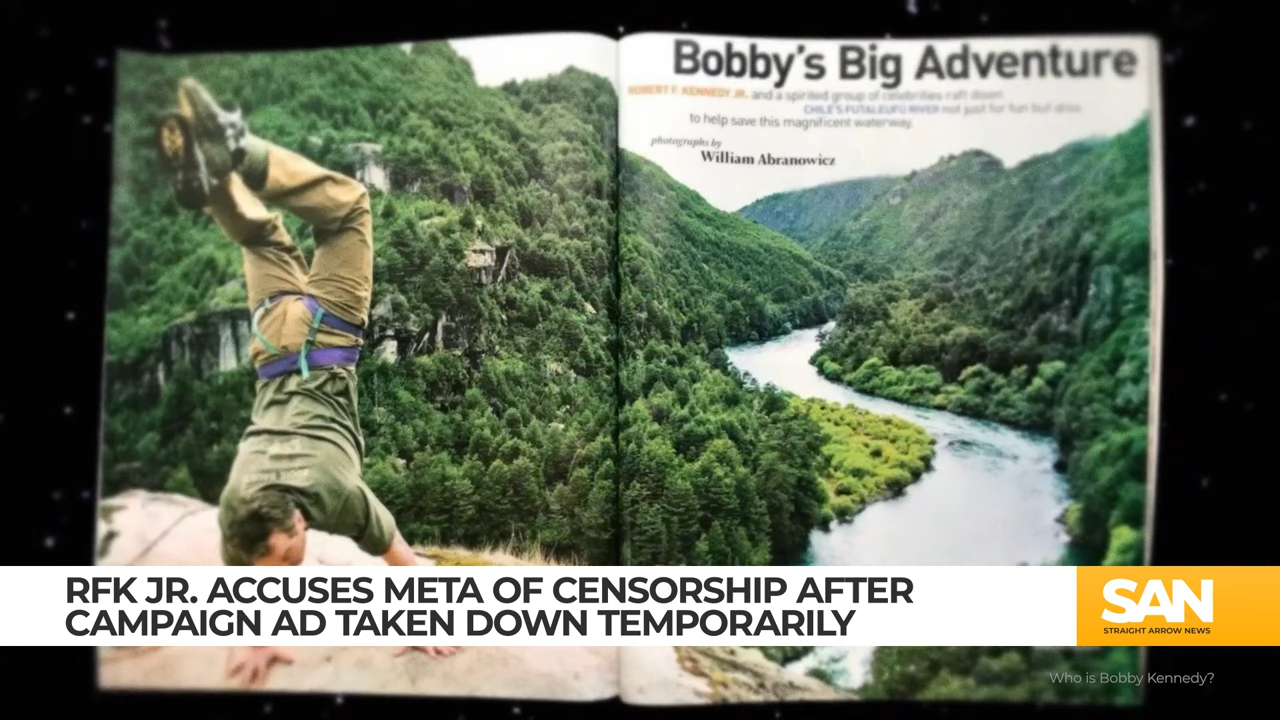 Bobby's Big Adventure
ROBERT F. KENNEDY JR. and a spirited group of celebrities raft down
CHILE'S FUTALEUFÚ RIVER not just for fun but also
to help save this magnificent waterway.
photographs by
William Abranowicz
RFK JR. ACCUSES META OF CENSORSHIP AFTER
CAMPAIGN AD TAKEN DOWN TEMPORARILY
SAN
STRAIGHT ARROW NEWS
Who is Bobby Kennedy?